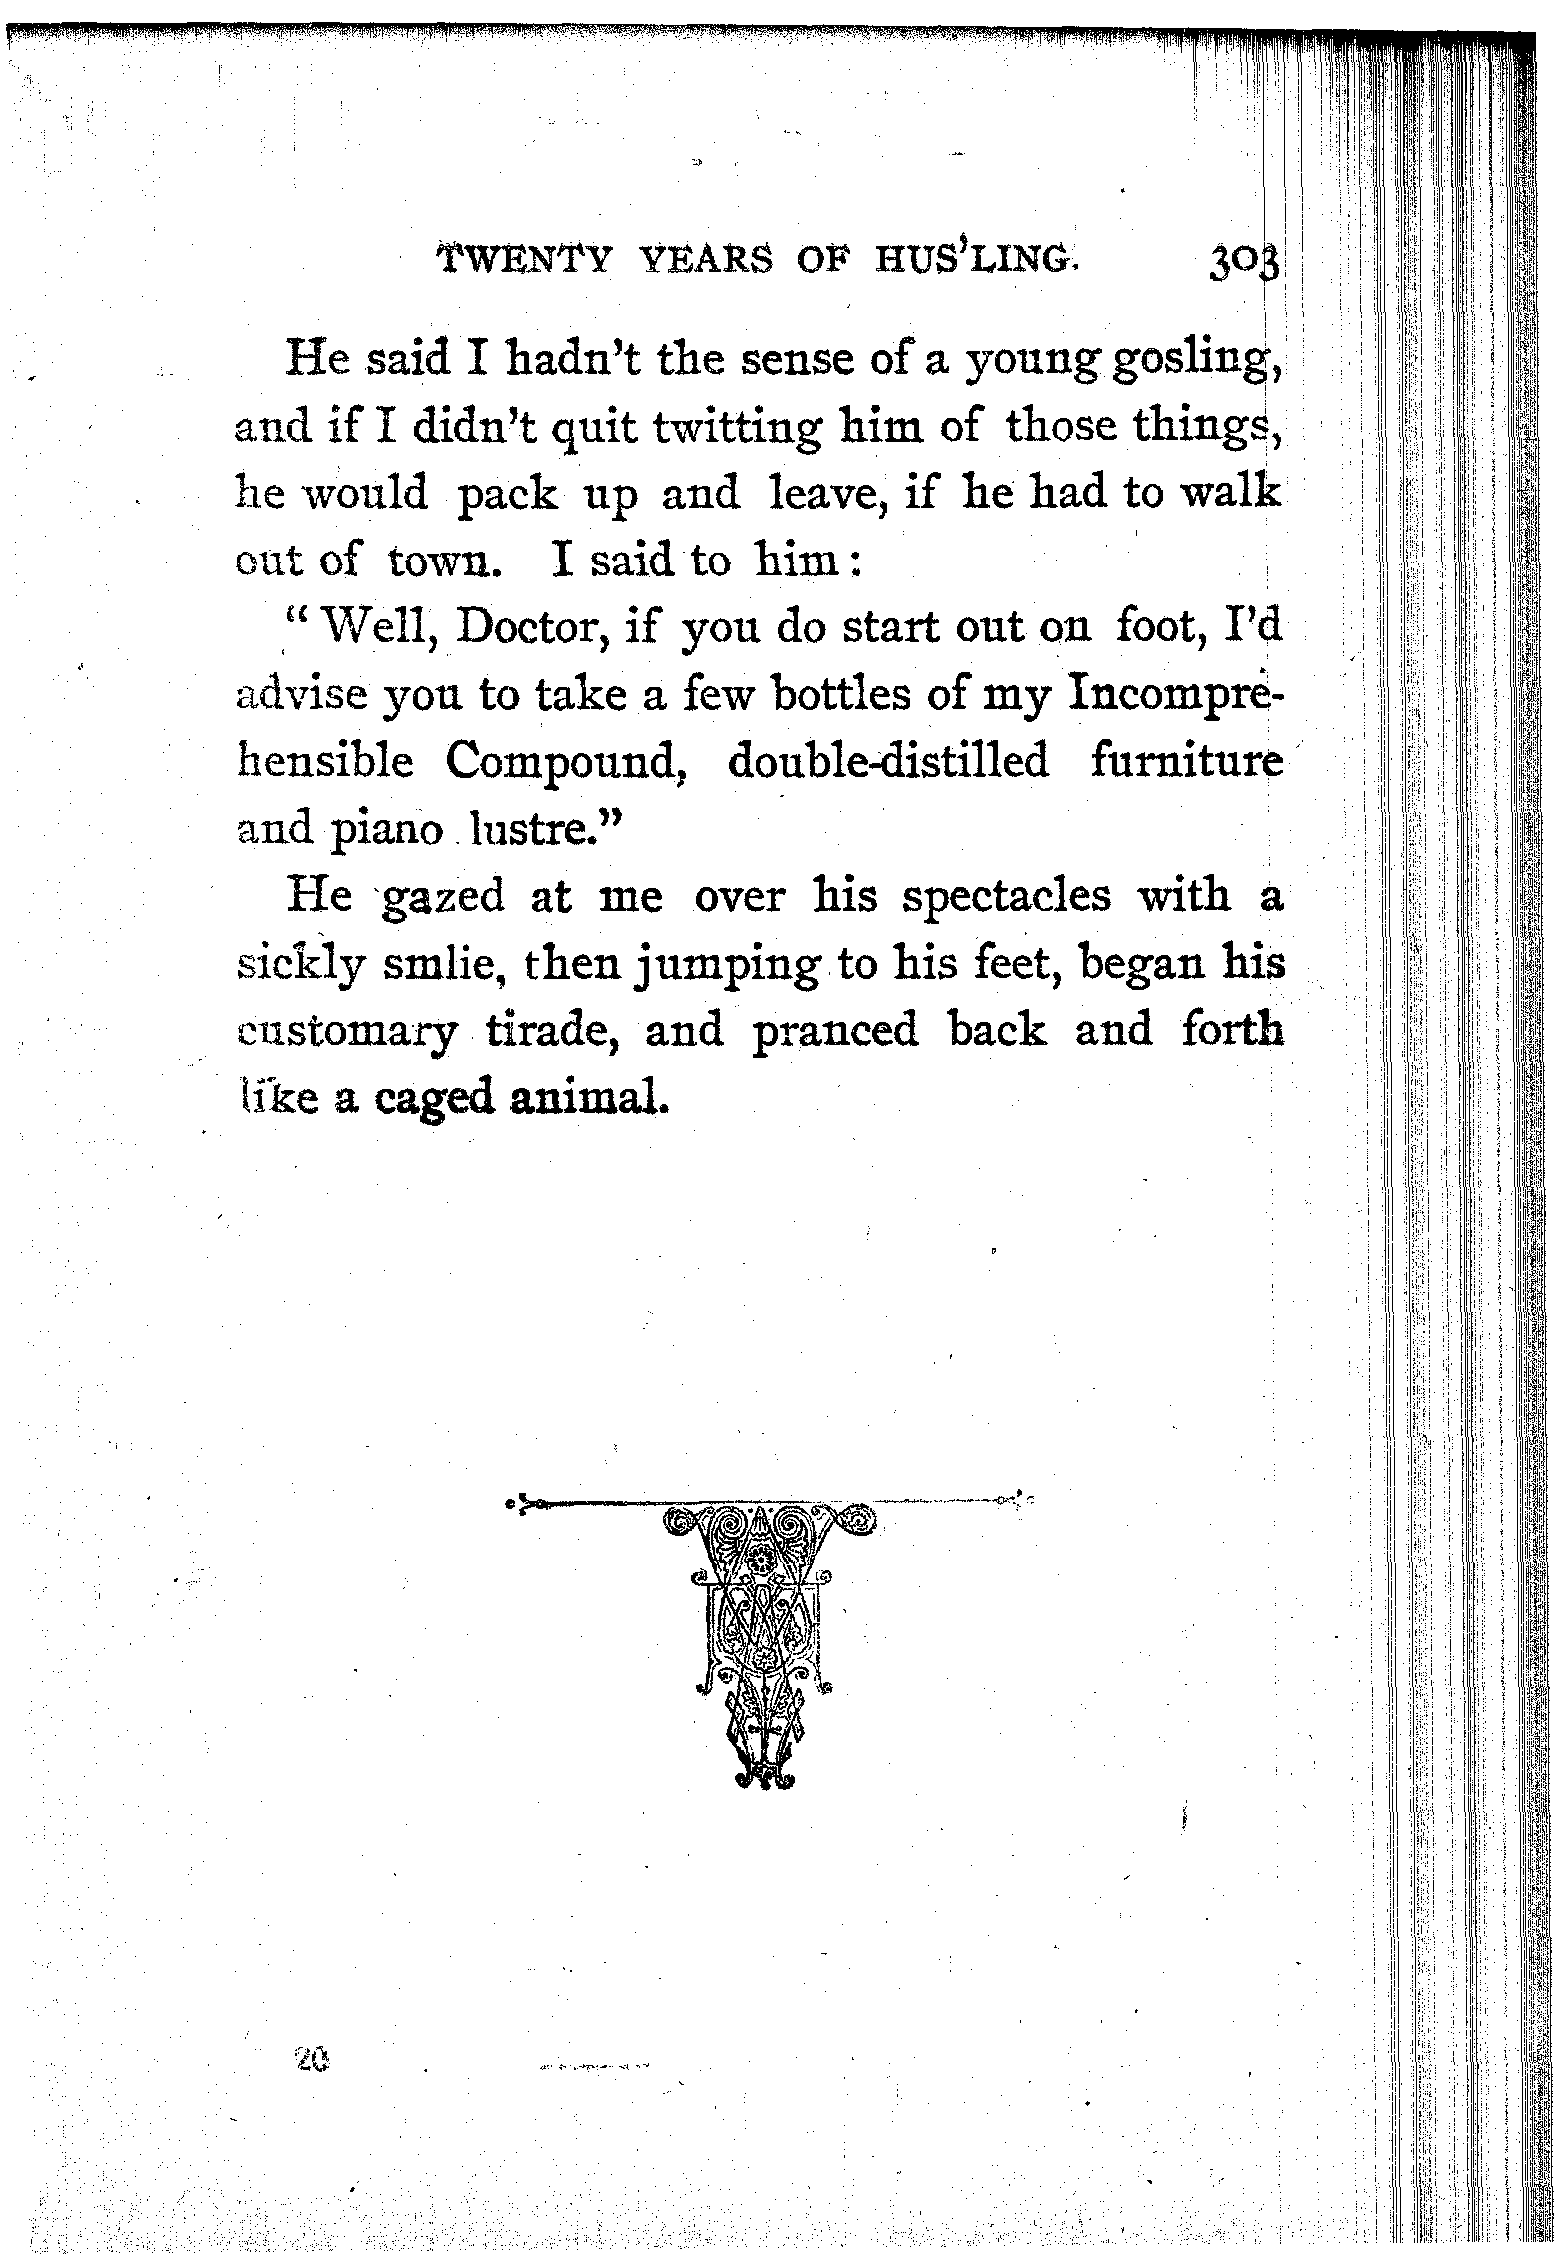 TWENTY YEARS OF HUS'LING. 303
He said I hadn't the sense of a young gosling,
and if I didn't quit twitting him of those things,
he would pack up and leave, if he had to walk
out of town. I said to him:
"Well, Doctor, if you do start out on foot, I'd
advise you to take a few bottles of my Incompre-
hensible Compound, double-distilled furniture
and piano lustre."
He gazed at me over his spectacles with a
sickly smlie, then jumping to his feet, began his
customary tirade, and pranced back and forth
like a caged animal.
20